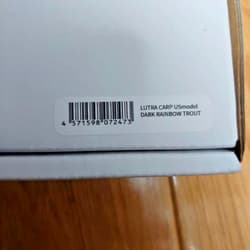 LUTRA CARP USmodel
DARK RAINBOW TROUT
4 571598 072473